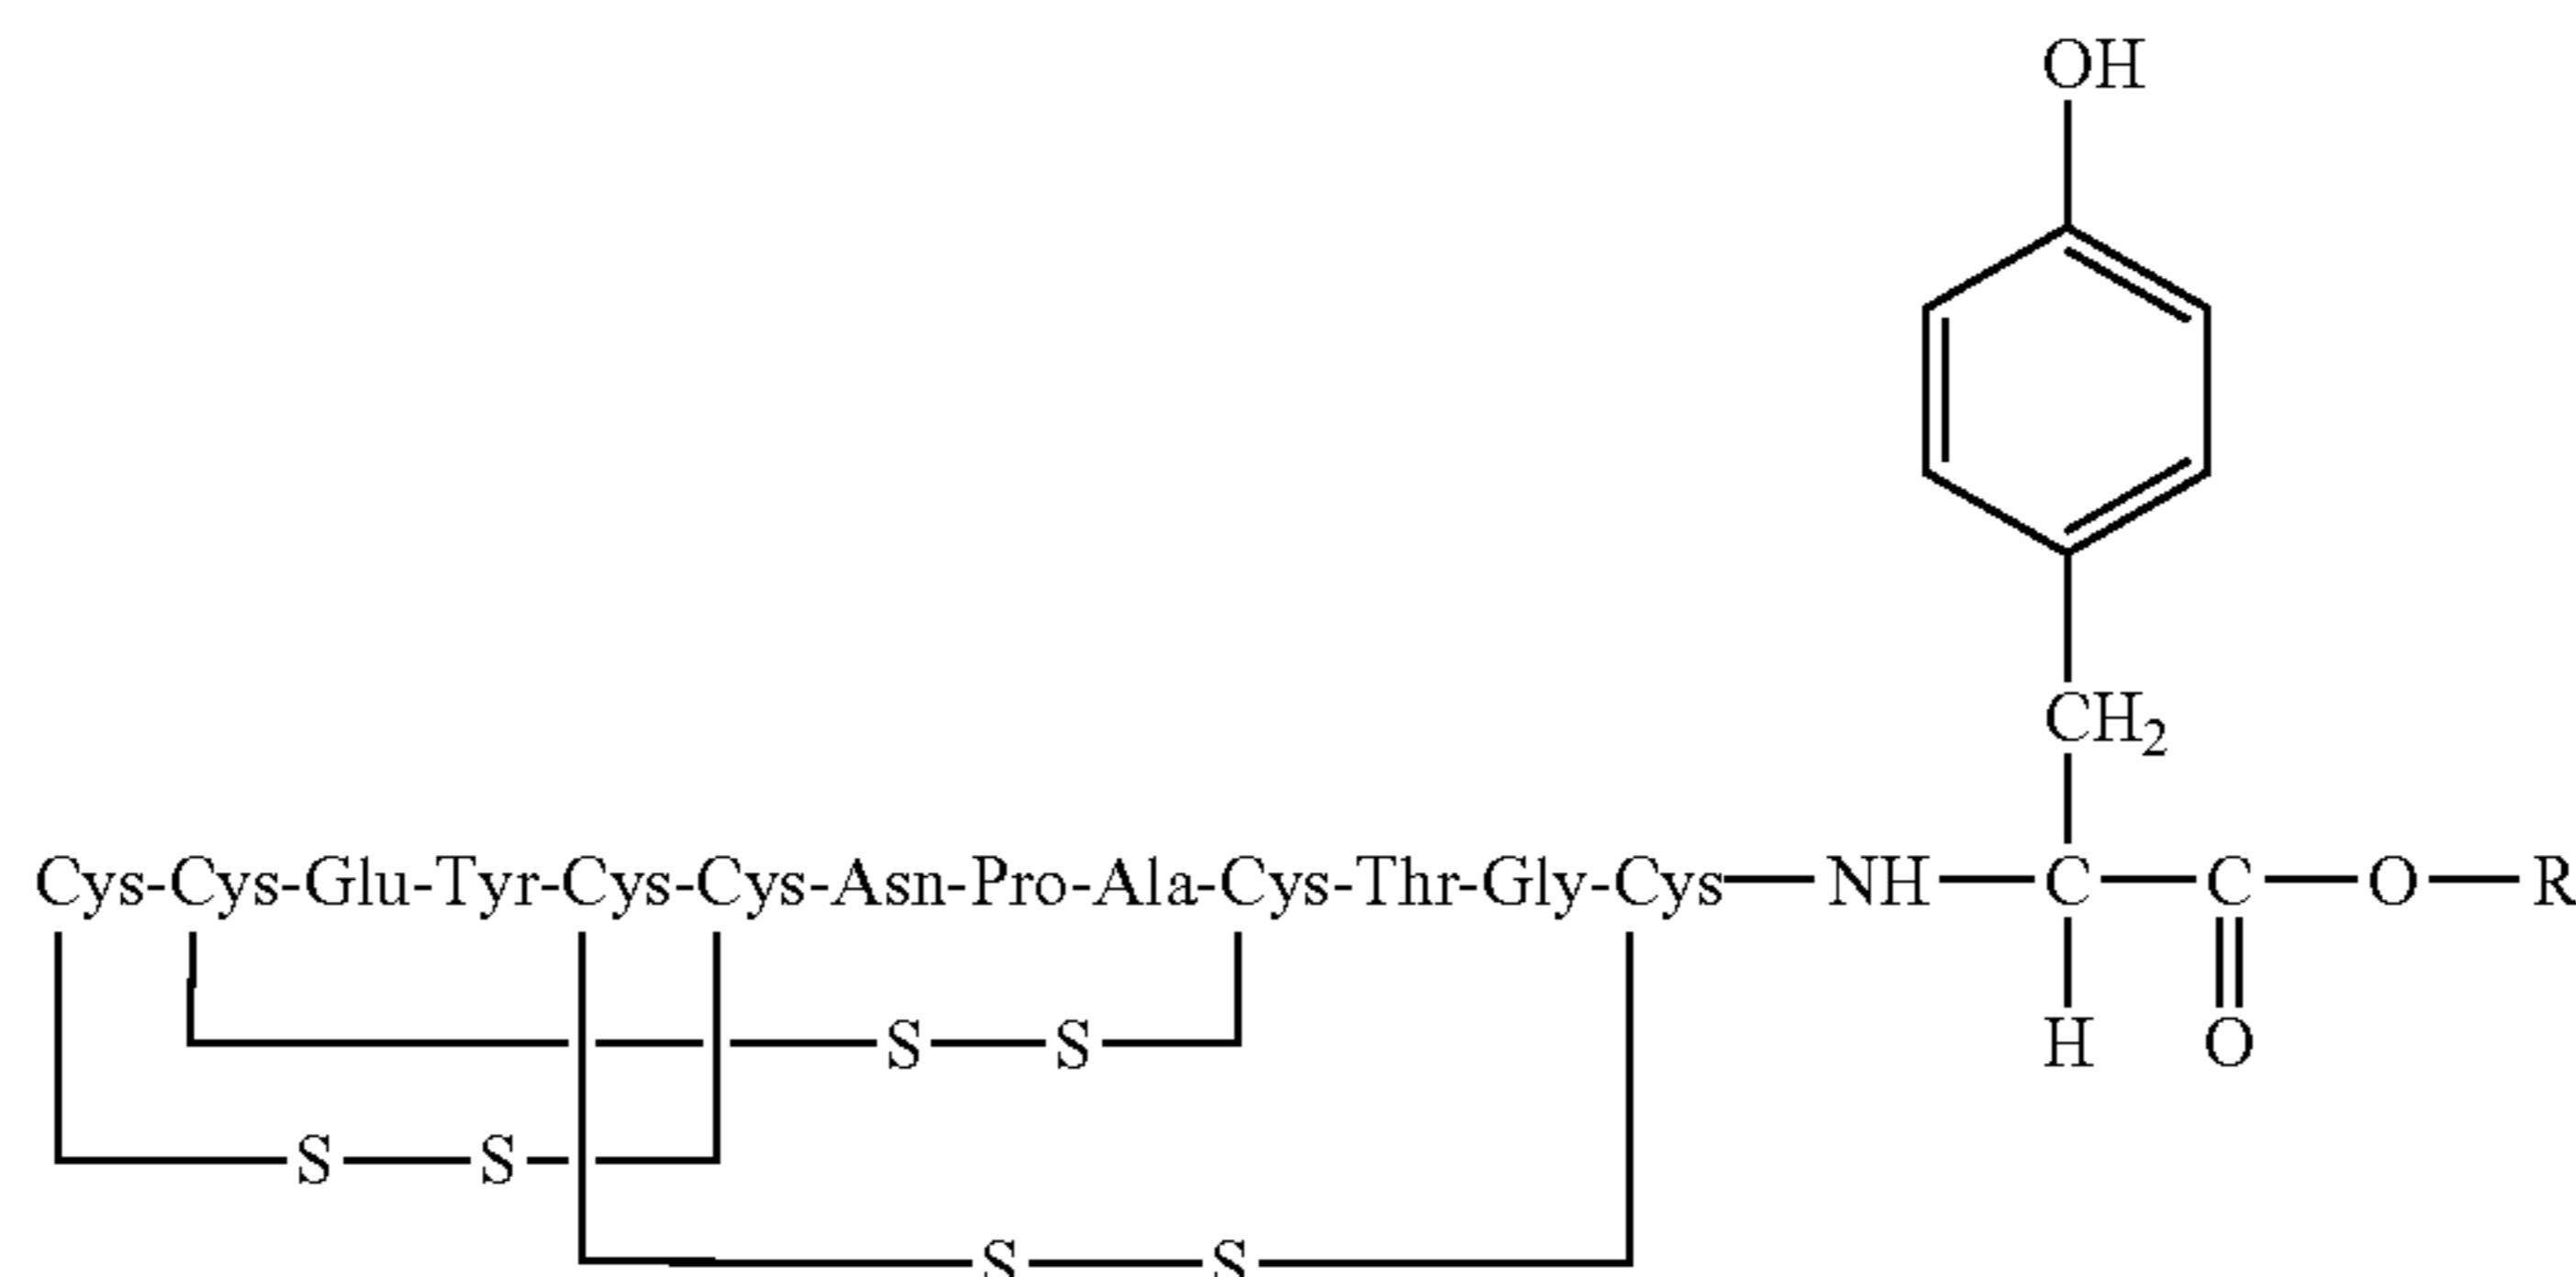 OH
CH2
Cys-Cys-Glu-Tyr-Cys-Cys-Asn-Pro-Ala-Cys-Thr-Gly-Cys NH C C O R
S S H O
S S
S S